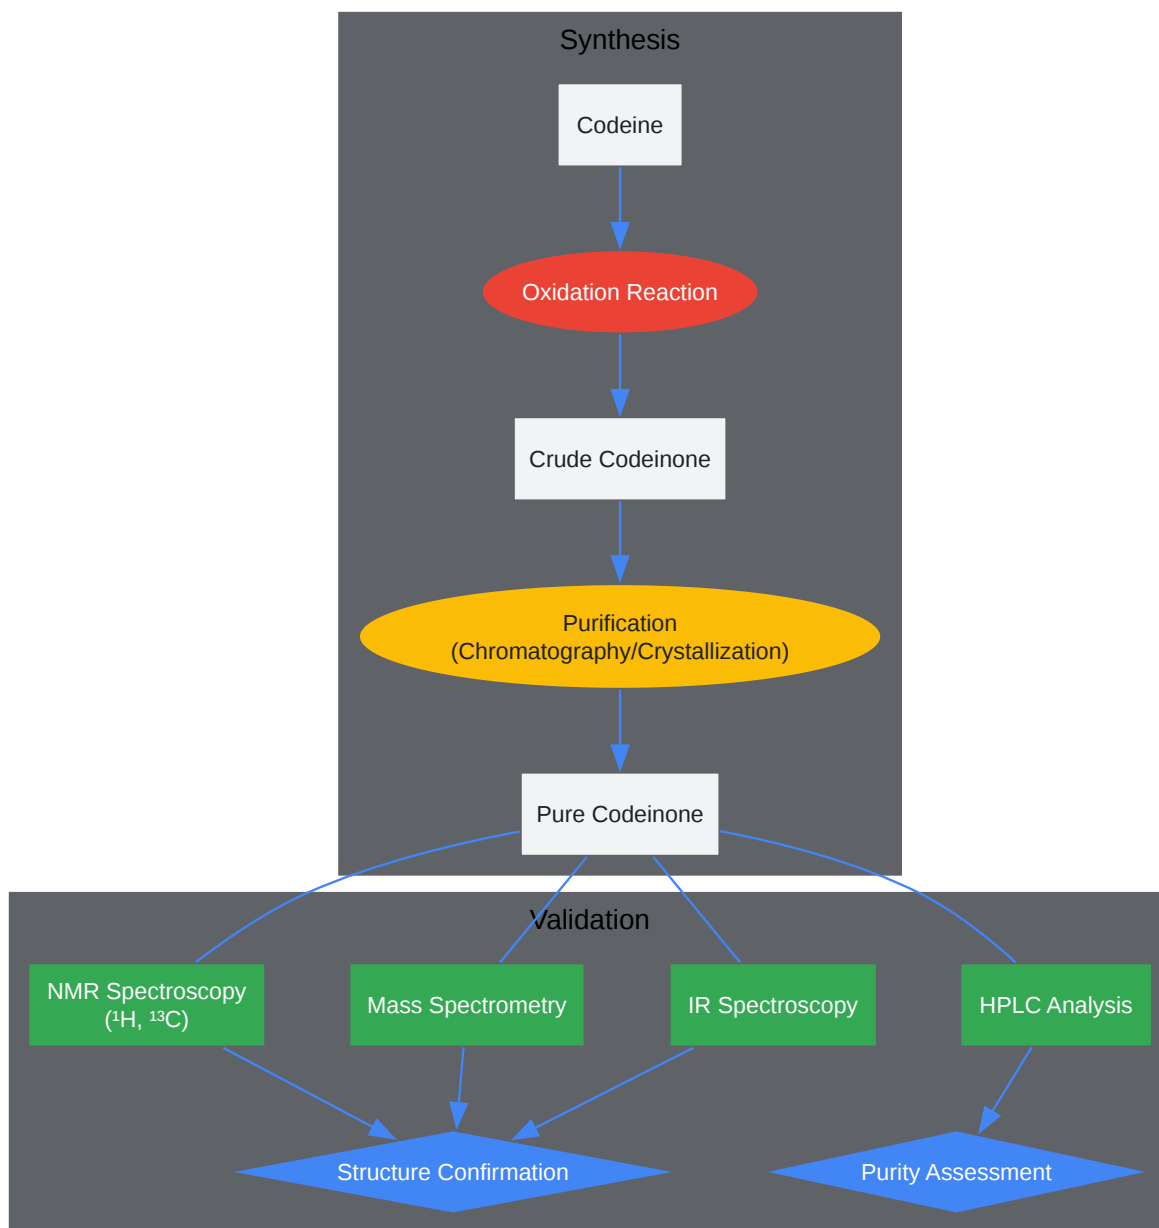 Synthesis
Codeine
Oxidation Reaction
Crude Codeinone
Purification
(Chromatography/Crystallization)
Pure Codeinone
Validation
NMR Spectroscopy
(¹H, ¹³C)
Mass Spectrometry
IR Spectroscopy
HPLC Analysis
Structure Confirmation
Purity Assessment